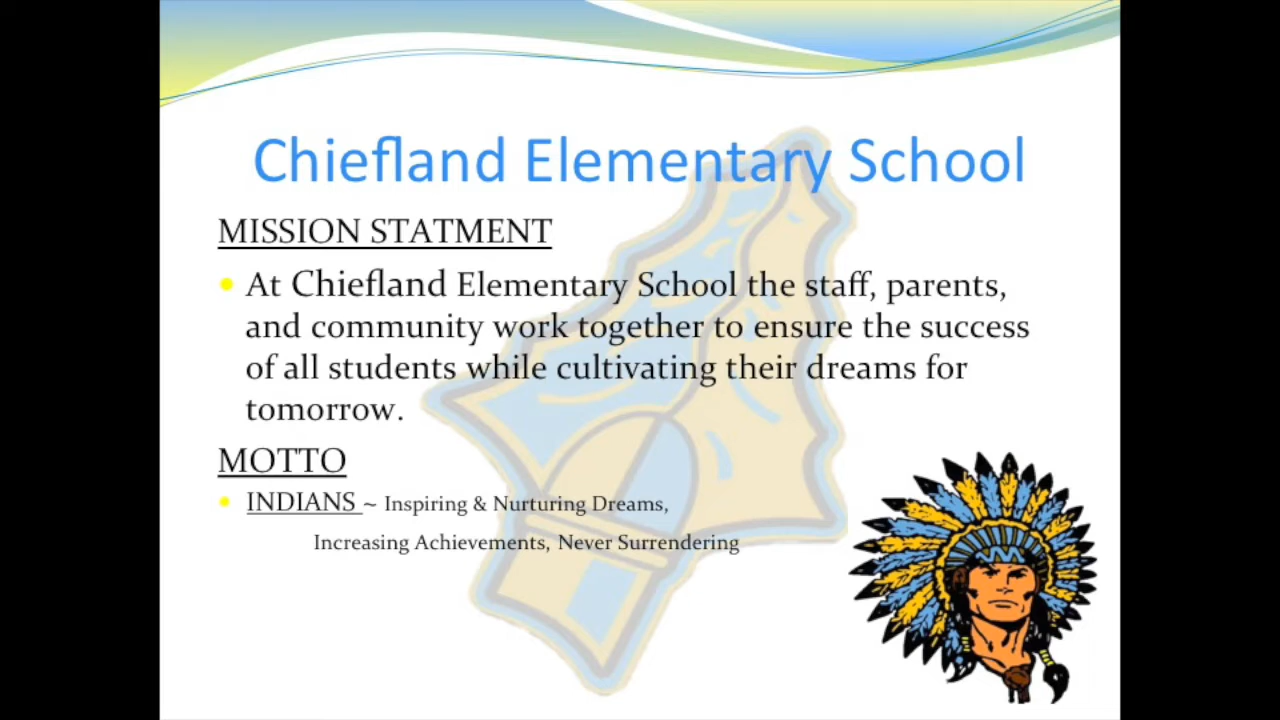 Chiefland Elementary School
MISSION STATMENT
At Chiefland Elementary School the staff, parents,
and community work together to ensure the success
of all students while cultivating their dreams for
tomorrow.
MOTTO
INDIANS ~ Inspiring & Nurturing Dreams,
Increasing Achievements, Never Surrendering